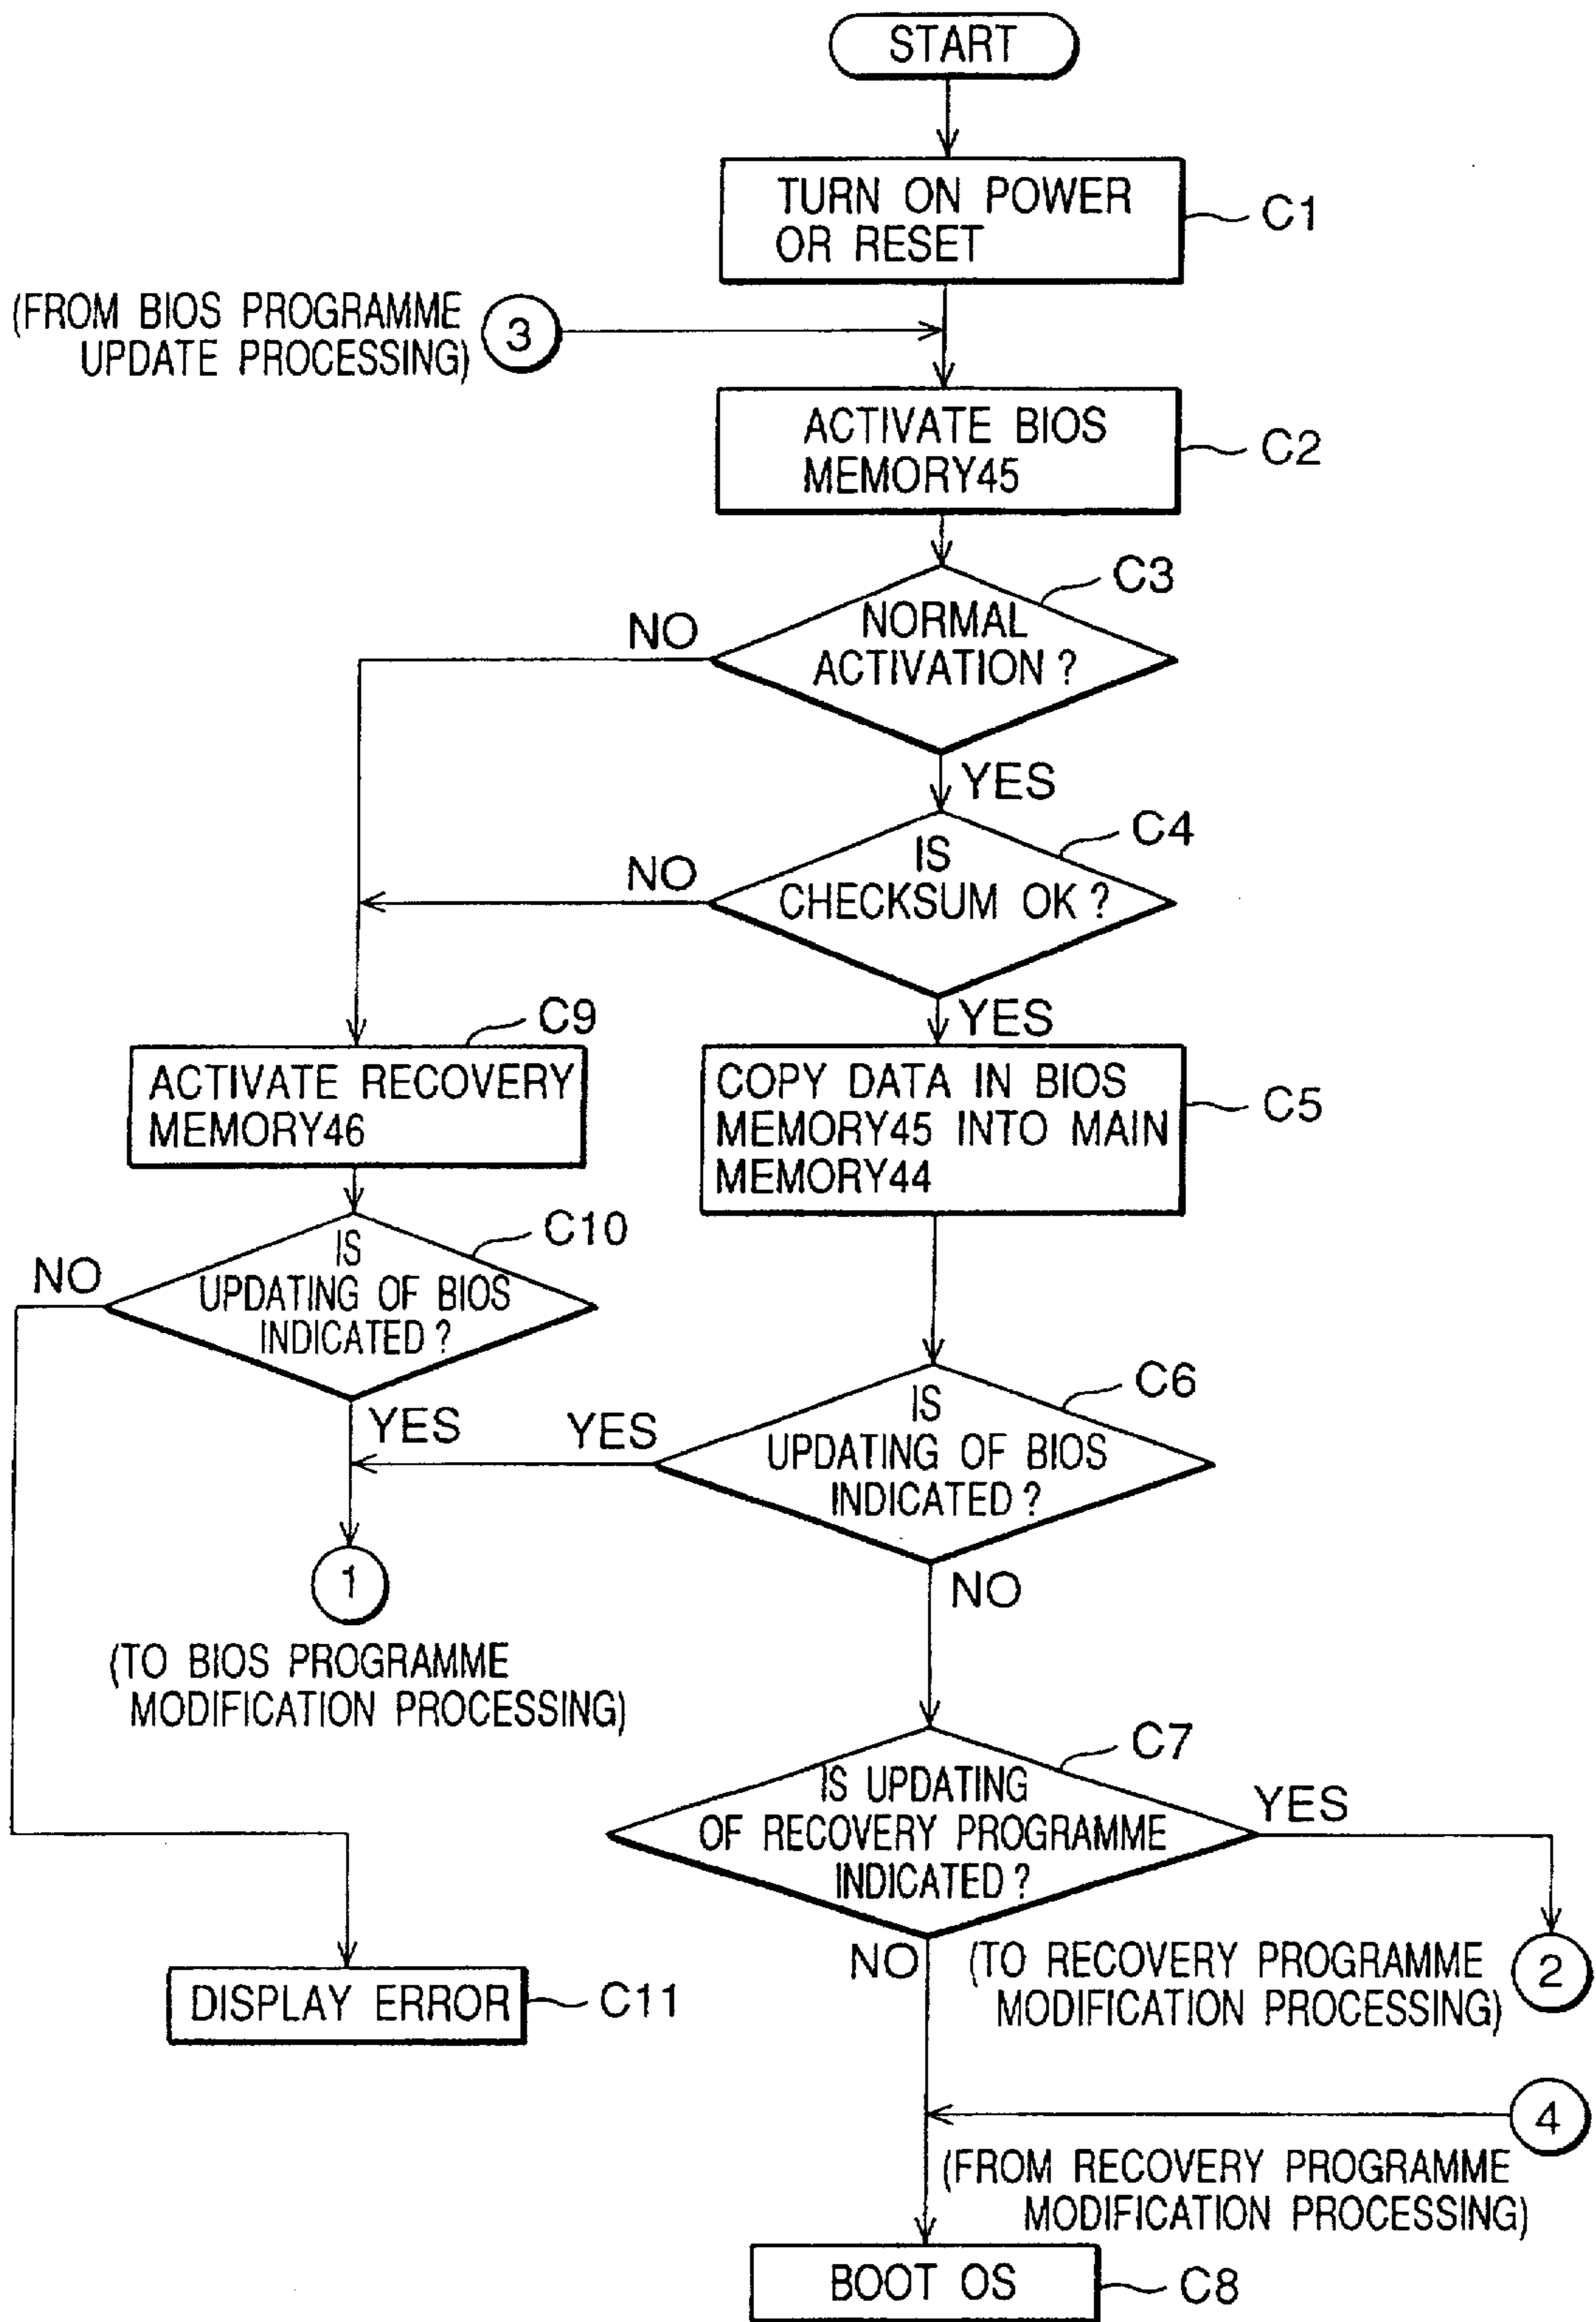 START
TURN ON POWER
OR RESET
C1
(FROM BIOS PROGRAMME
UPDATE PROCESSING)
3
ACTIVATE BIOS
MEMORY45
C2
C3
NORMAL
ACTIVATION ?
NO
YES
C4
IS
CHECKSUM OK ?
NO
YES
C9
ACTIVATE RECOVERY
MEMORY46
COPY DATA IN BIOS
MEMORY45 INTO MAIN
MEMORY44
C5
C10
IS
UPDATING OF BIOS
INDICATED ?
NO
YES
C6
IS
UPDATING OF BIOS
INDICATED ?
YES
NO
1
(TO BIOS PROGRAMME
MODIFICATION PROCESSING)
C7
IS UPDATING
OF RECOVERY PROGRAMME
INDICATED ?
YES
NO
(TO RECOVERY PROGRAMME
MODIFICATION PROCESSING)
2
DISPLAY ERROR
C11
4
(FROM RECOVERY PROGRAMME
MODIFICATION PROCESSING)
BOOT OS
C8